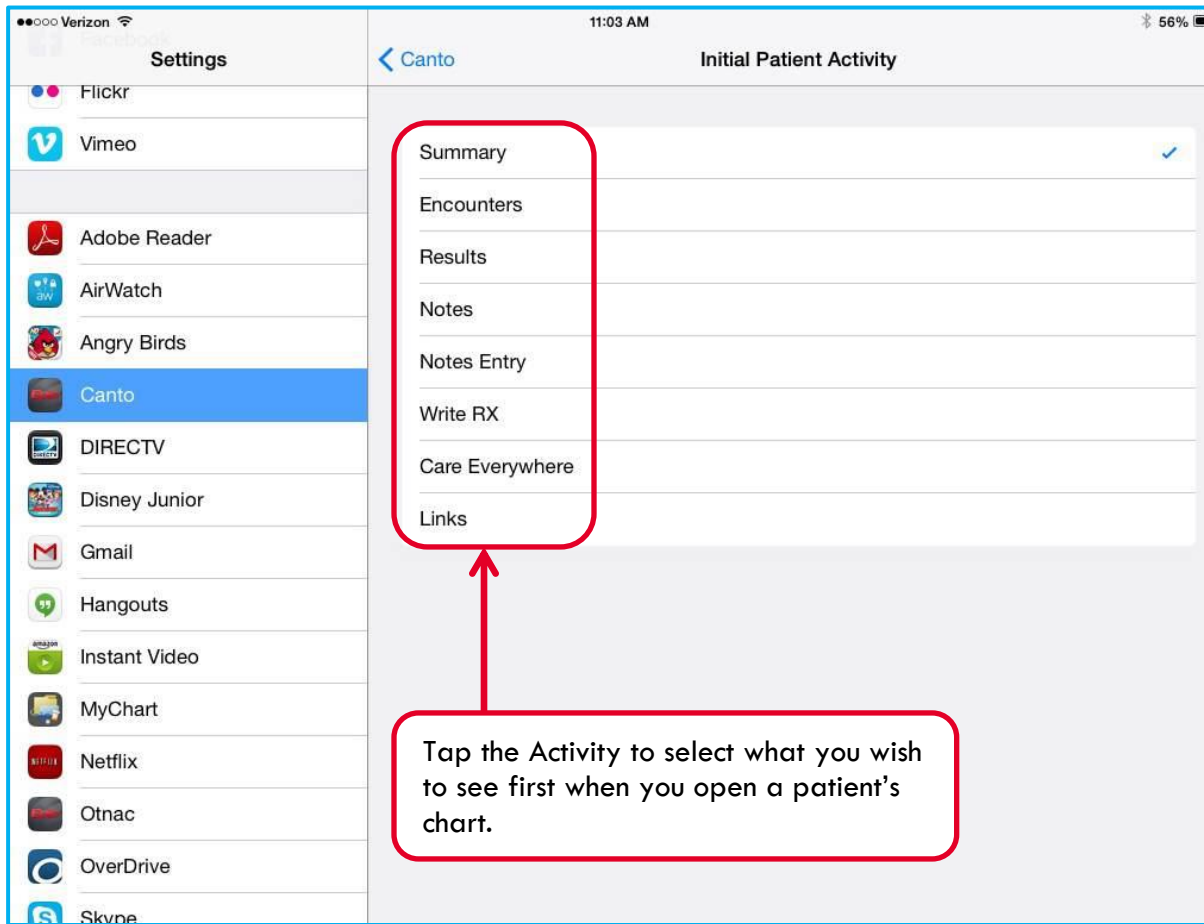 Verizon 11:03 AM 56%
Facebook
Settings
Canto
Initial Patient Activity
Flickr
Vimeo
Adobe Reader
AirWatch
Angry Birds
Canto
DIRECTV
Disney Junior
Gmail
Hangouts
Instant Video
MyChart
Netflix
Otnac
OverDrive
Skype
Summary
Encounters
Results
Notes
Notes Entry
Write RX
Care Everywhere
Links
Tap the Activity to select what you wish
to see first when you open a patient’s
chart.